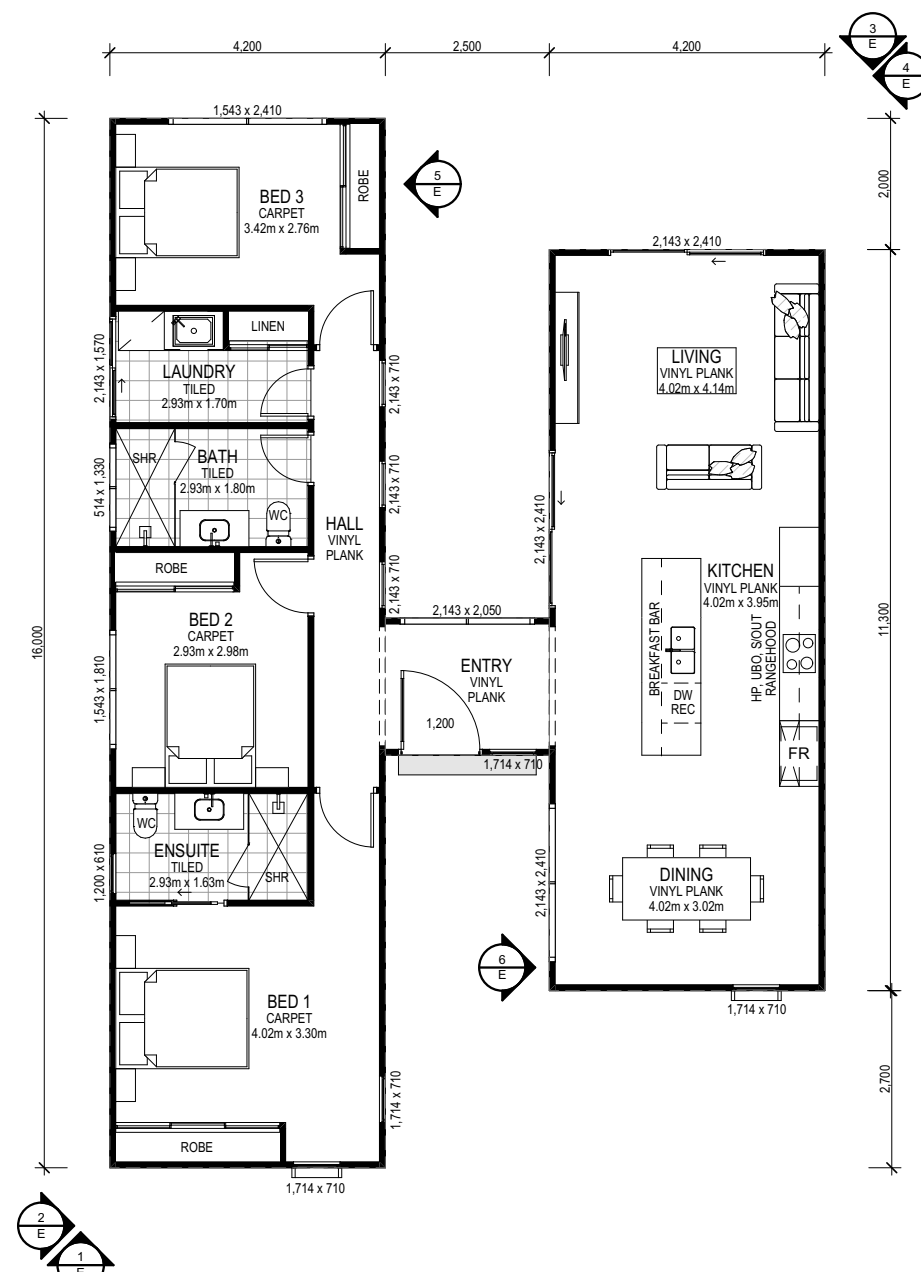 4,200
2,500
4,200
3
E
4
E
1,543 x 2,410
BED 3
CARPET
3.42m x 2.76m
ROBE
5
E
2,000
2,143 x 2,410
LINEN
LAUNDRY
TILED
2.93m x 1.70m
2,143 x 1,570
2,143 x 710
LIVING
VINYL PLANK
4.02m x 4.14m
SHR
BATH
TILED
2.93m x 1.80m
WC
514 x 1,330
2,143 x 710
HALL
VINYL
PLANK
2,143 x 2,410
ROBE
2,143 x 710
2,143 x 2,050
KITCHEN
VINYL PLANK
4.02m x 3.95m
BREAKFAST BAR
HP, UBO, S/OUT
RANGEHOOD
DW
REC
FR
16,000
11,300
BED 2
CARPET
2.93m x 2.98m
1,543 x 1,810
ENTRY
VINYL
PLANK
1,200
1,714 x 710
WC
ENSUITE
TILED
2.93m x 1.63m
SHR
1,200 x 610
2,143 x 2,410
DINING
VINYL PLANK
4.02m x 3.02m
6
E
BED 1
CARPET
4.02m x 3.30m
1,714 x 710
1,714 x 710
2,700
ROBE
1,714 x 710
2
E
1
E